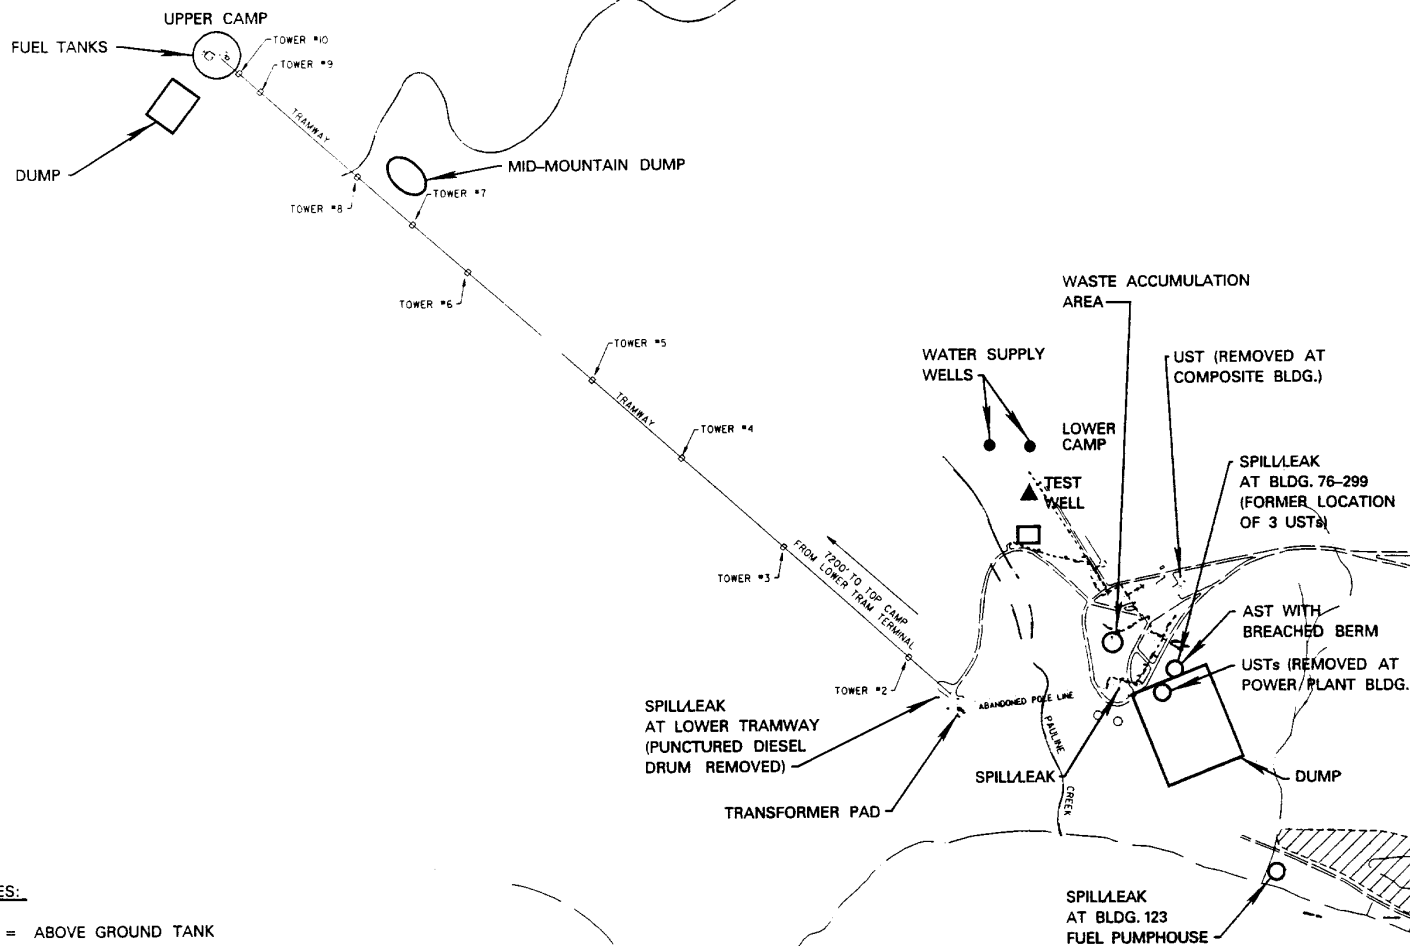 UPPER CAMP
FUEL TANKS
TOWER #10
TOWER #9
TRAMWAY
DUMP
MID-MOUNTAIN DUMP
TOWER #8
TOWER #7
TOWER #6
TOWER #5
TRAMWAY
TOWER #4
TOWER #3
7200' TO TOP CAMP
FROM LOWER TRAM TERMINAL
TOWER #2
WASTE ACCUMULATION
AREA
WATER SUPPLY
WELLS
UST (REMOVED AT
COMPOSITE BLDG.)
LOWER
CAMP
TEST
WELL
SPILL/LEAK
AT BLDG. 76-299
(FORMER LOCATION
OF 3 USTs)
AST WITH
BREACHED BERM
USTs (REMOVED AT
POWER PLANT BLDG.
SPILL/LEAK
AT LOWER TRAMWAY
(PUNCTURED DIESEL
DRUM REMOVED)
ABANDONED POLE LINE
PAULINE
CREEK
TRANSFORMER PAD
SPILL/LEAK
DUMP
SPILL/LEAK
AT BLDG. 123
FUEL PUMPHOUSE
ES:
= ABOVE GROUND TANK